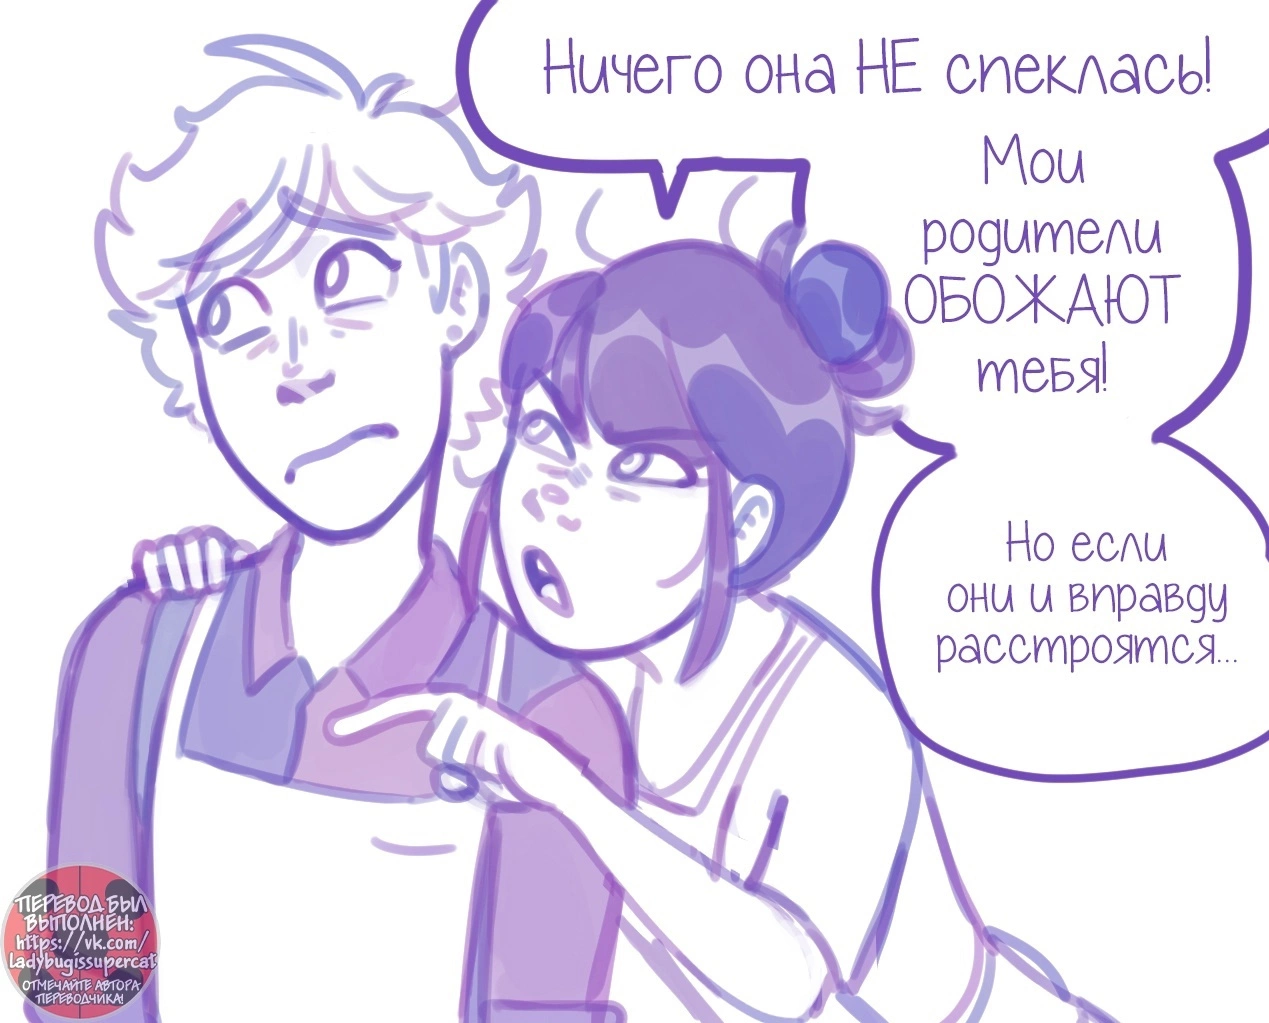 Ничего она НЕ спеклась!
Мои
родители
ОБОЖАЮТ
тебя!
Но если
они и вправду
расстроятся...
ПЕРЕВОД БЫЛ
ВЫПОЛНЕН:
https://vk.com/
ladybugissupercat
ОТМЕЧАЙТЕ АВТОРА
ПЕРЕВОДЧИКА!